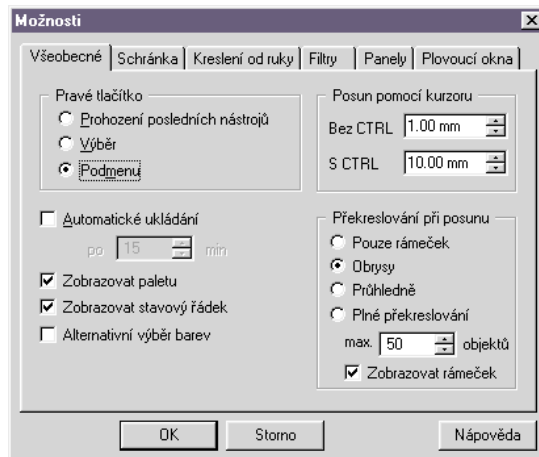 Možnosti
Všeobecné Schránka Kreslení od ruky Filtry Panely Plovoucí okna
Pravé tlačítko
Prohození posledních nástrojů
Výběr
Podmenu
Automatické ukládání
po 15 min
Zobrazovat paletu
Zobrazovat stavový řádek
Alternativní výběr barev
Posun pomocí kurzoru
Bez CTRL 1.00 mm
S CTRL 10.00 mm
Překreslování při posunu
Pouze rámeček
Obrysy
Průhledně
Plné překreslování
max. 50 objektů
Zobrazovat rámeček
OK Storno Nápověda